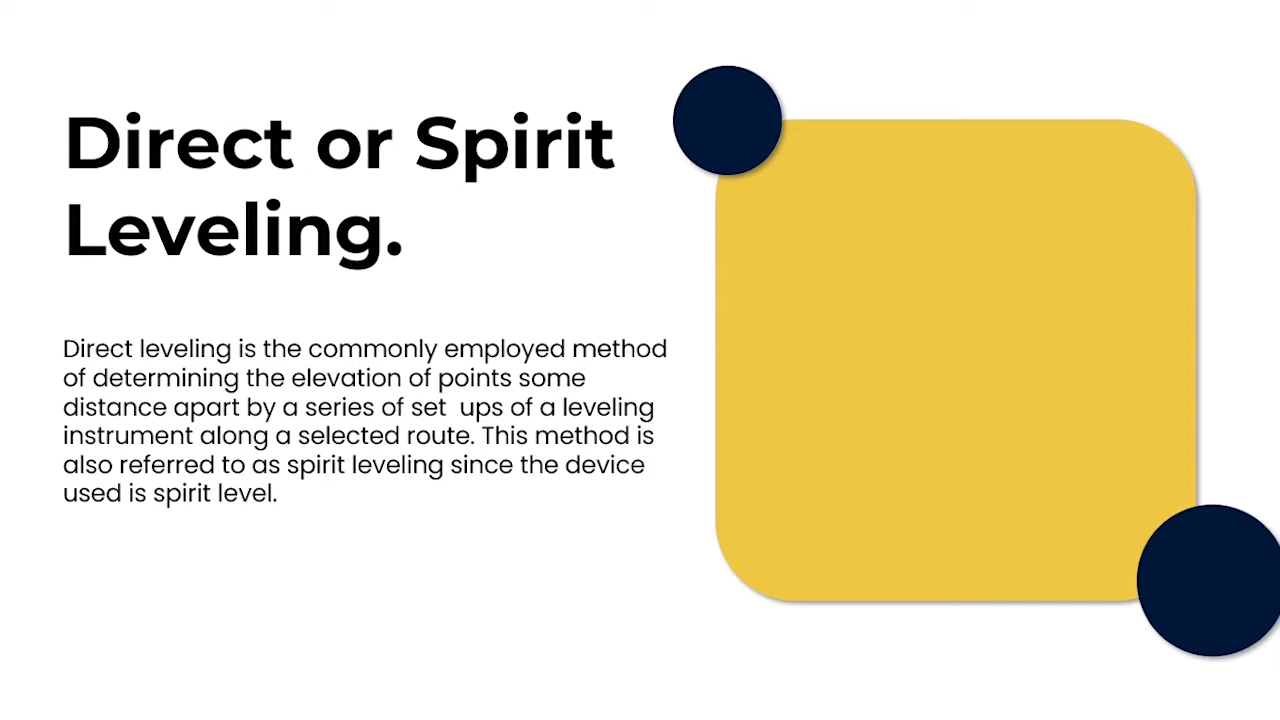 Direct or Spirit
Leveling.
Direct leveling is the commonly employed method
of determining the elevation of points some
distance apart by a series of set  ups of a leveling
instrument along a selected route. This method is
also referred to as spirit leveling since the device
used is spirit level.